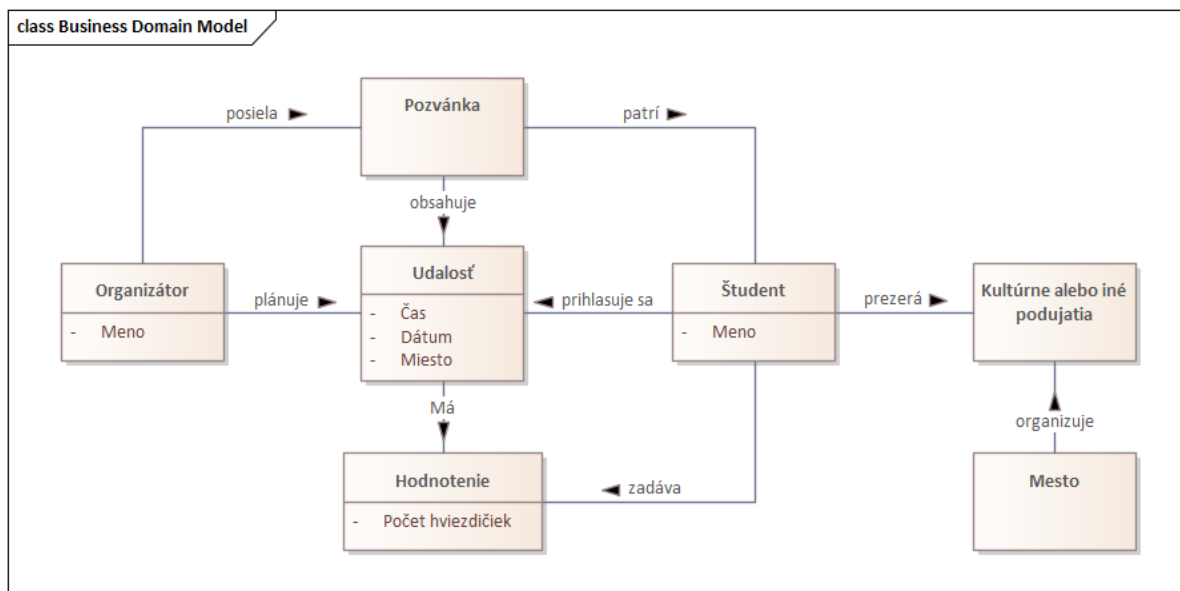 class Business Domain Model
Pozvánka
posiela
patrí
obsahuje
Organizátor
- Meno
plánuje
Udalosť
- Čas
- Dátum
- Miesto
prihlasuje sa
Študent
- Meno
prezerá
Kultúrne alebo iné
podujatia
Má
organizuje
Hodnotenie
- Počet hviezdičiek
zadáva
Mesto